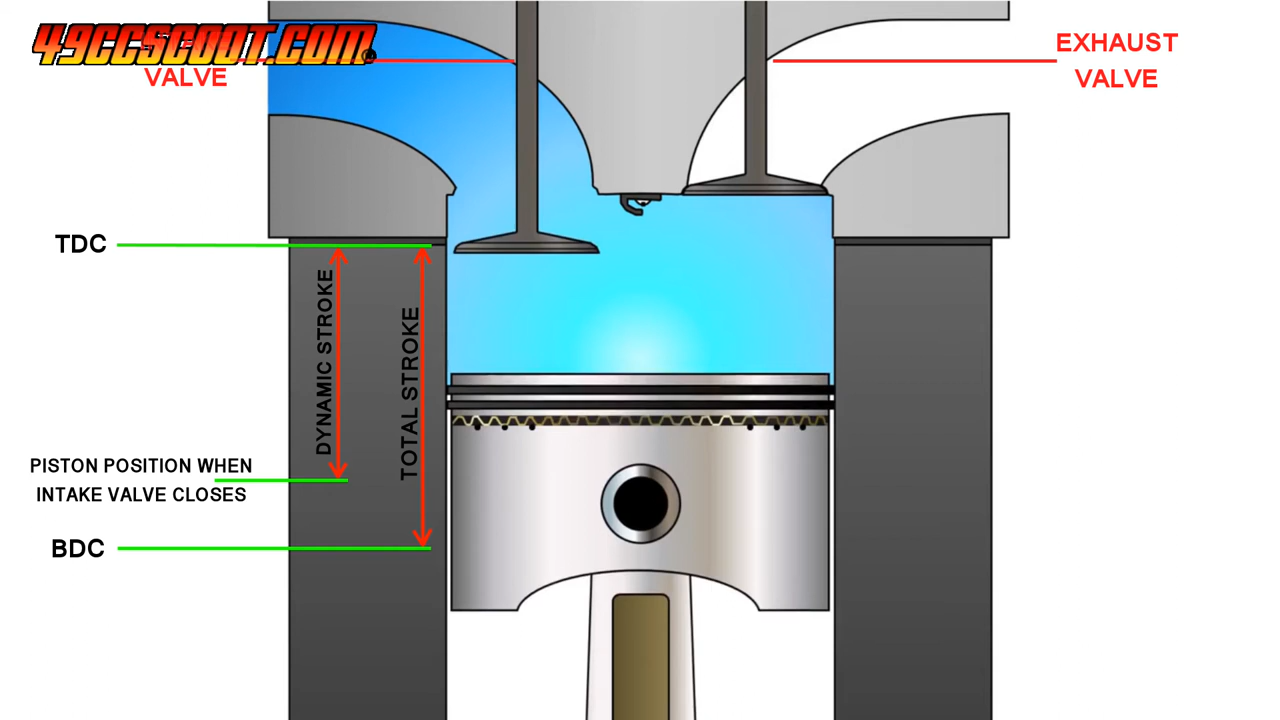 49CCSCOOT.COM
VALVE
EXHAUST
VALVE
TDC
DYNAMIC STROKE
TOTAL STROKE
PISTON POSITION WHEN
INTAKE VALVE CLOSES
BDC